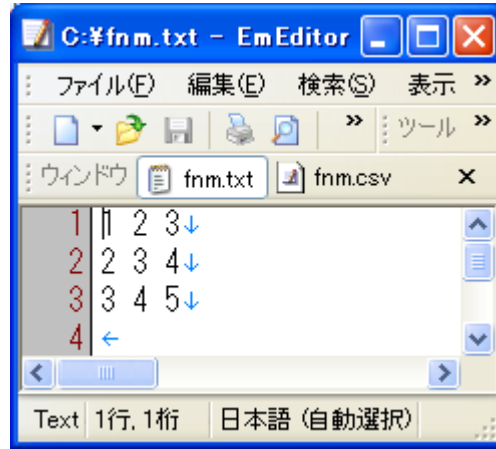 C:¥fnm.txt - EmEditor
ファイル(F) 編集(E) 検索(S) 表示 »
» ツール »
ウィンドウ fnm.txt fnm.csv ×
1 1 2 3↓
2 2 3 4↓
3 3 4 5↓
4 ←
Text 1行, 1桁 日本語 (自動選択)